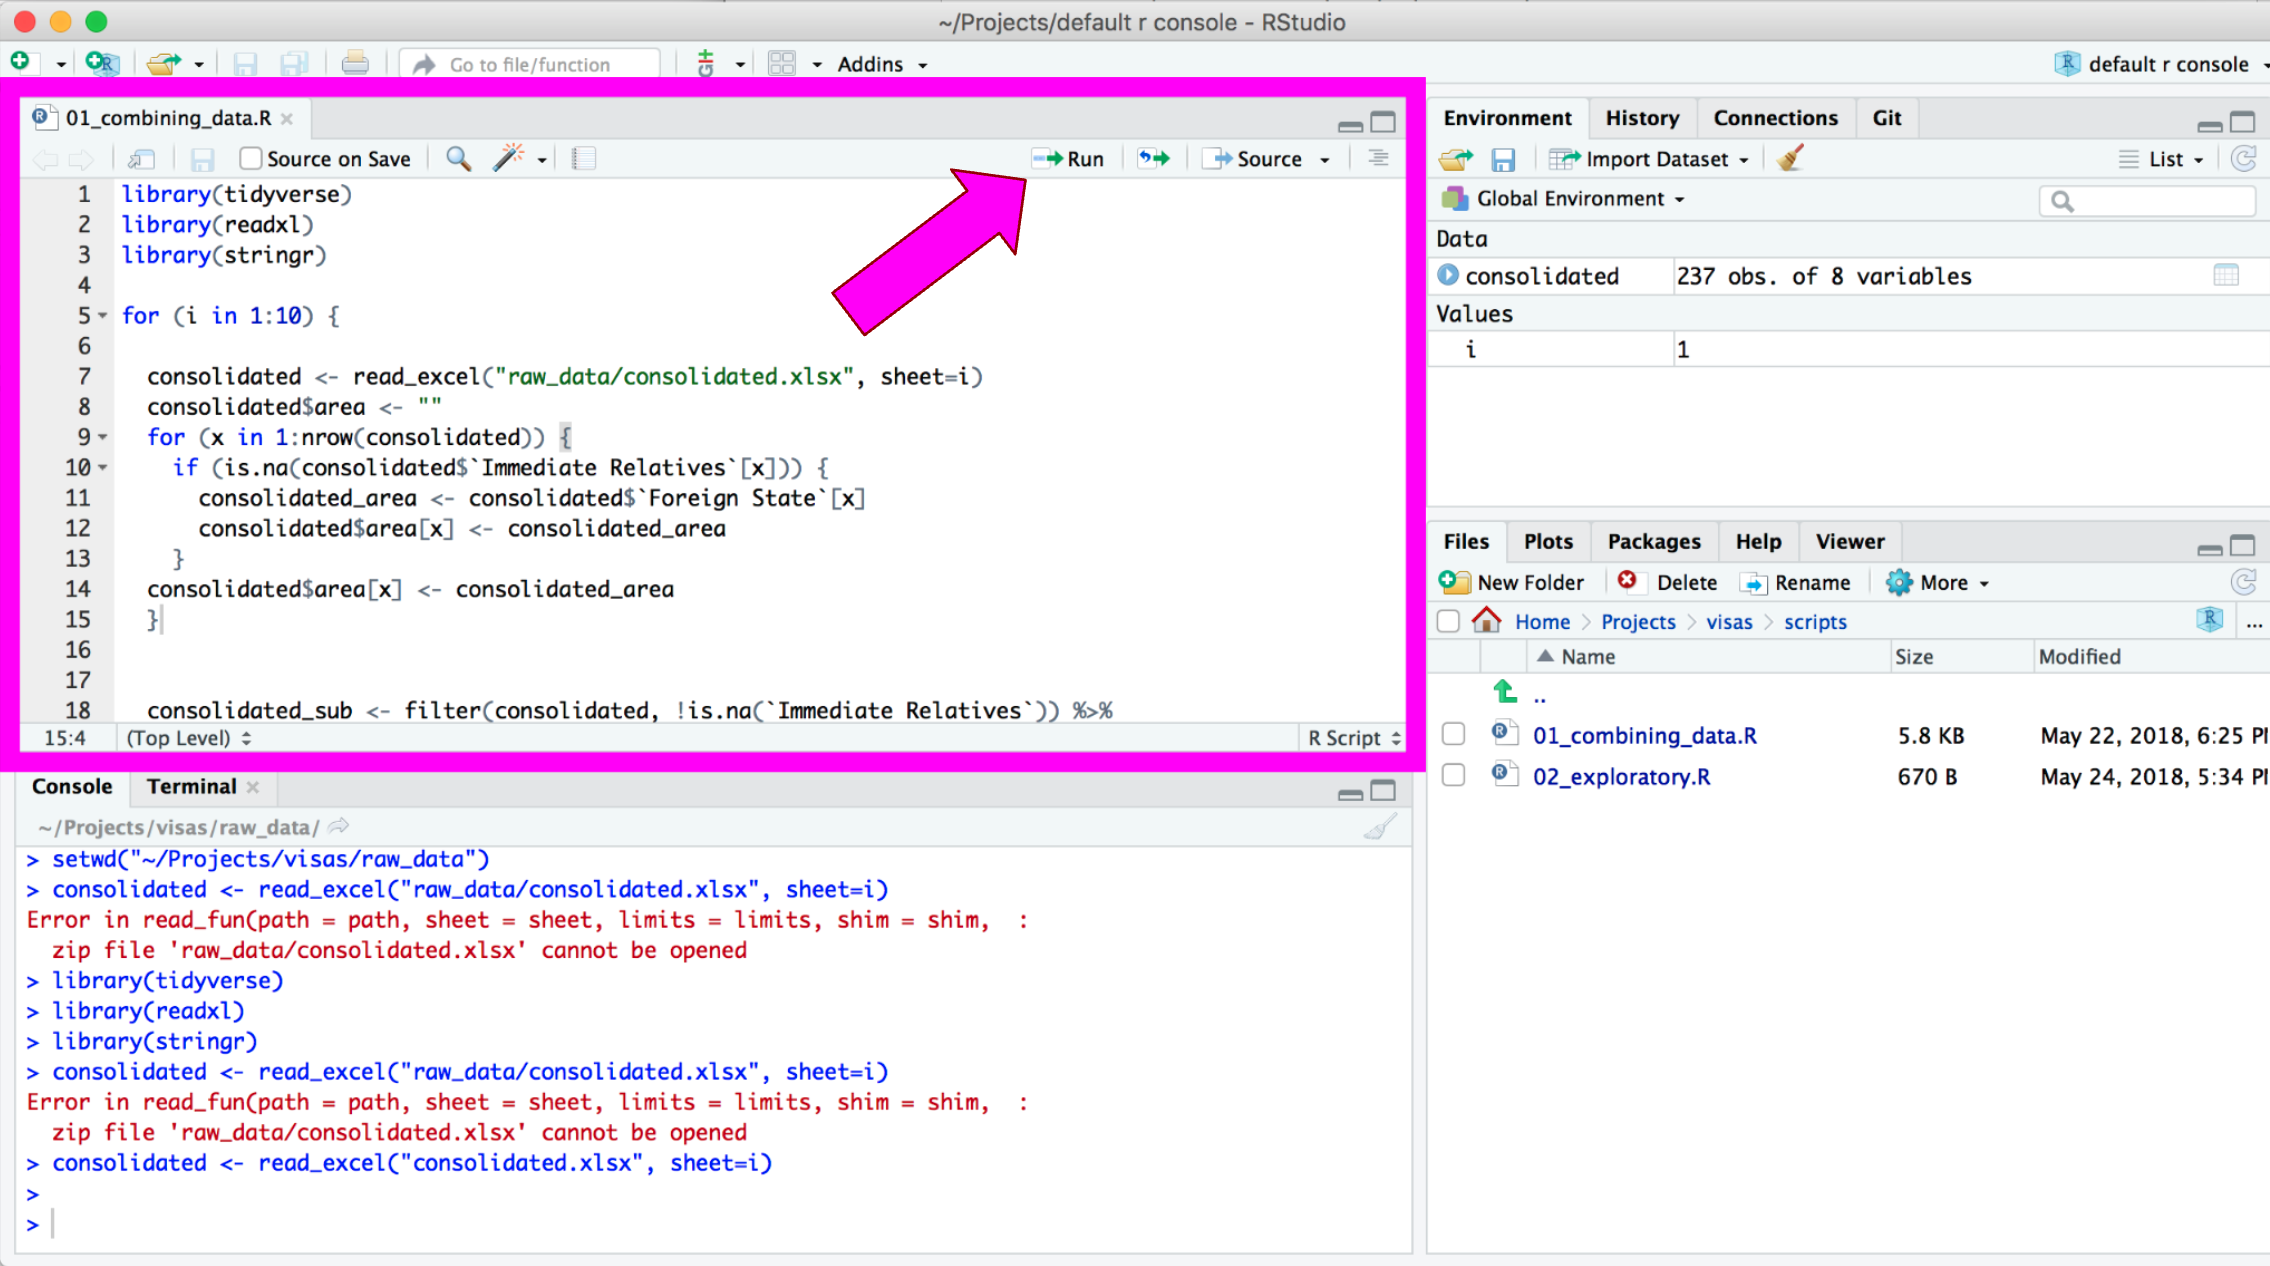 ~/Projects/default r console - RStudio
Go to file/function
Git
Addins
default r console
01_combining_data.R
Source on Save
Run
Source
1 library(tidyverse)
2 library(readxl)
3 library(stringr)
4
5 for (i in 1:10) {
6
7   consolidated <- read_excel("raw_data/consolidated.xlsx", sheet=i)
8   consolidated$area <- ""
9   for (x in 1:nrow(consolidated)) {
10     if (is.na(consolidated$`Immediate Relatives`[x])) {
11       consolidated_area <- consolidated$`Foreign State`[x]
12       consolidated$area[x] <- consolidated_area
13     }
14   consolidated$area[x] <- consolidated_area
15   }
16
17
18   consolidated_sub <- filter(consolidated, !is.na(`Immediate Relatives`)) %>%
15:4 (Top Level) R Script
Console Terminal
~/Projects/visas/raw_data/
> setwd("~/Projects/visas/raw_data")
> consolidated <- read_excel("raw_data/consolidated.xlsx", sheet=i)
Error in read_fun(path = path, sheet = sheet, limits = limits, shim = shim,  :
  zip file 'raw_data/consolidated.xlsx' cannot be opened
> library(tidyverse)
> library(readxl)
> library(stringr)
> consolidated <- read_excel("raw_data/consolidated.xlsx", sheet=i)
Error in read_fun(path = path, sheet = sheet, limits = limits, shim = shim,  :
  zip file 'raw_data/consolidated.xlsx' cannot be opened
> consolidated <- read_excel("consolidated.xlsx", sheet=i)
>
>
Environment History Connections Git
Import Dataset List
Global Environment
Data
consolidated 237 obs. of 8 variables
Values
i 1
Files Plots Packages Help Viewer
New Folder Delete Rename More
Home Projects visas scripts ...
Name Size Modified
..
01_combining_data.R 5.8 KB May 22, 2018, 6:25 P
02_exploratory.R 670 B May 24, 2018, 5:34 P